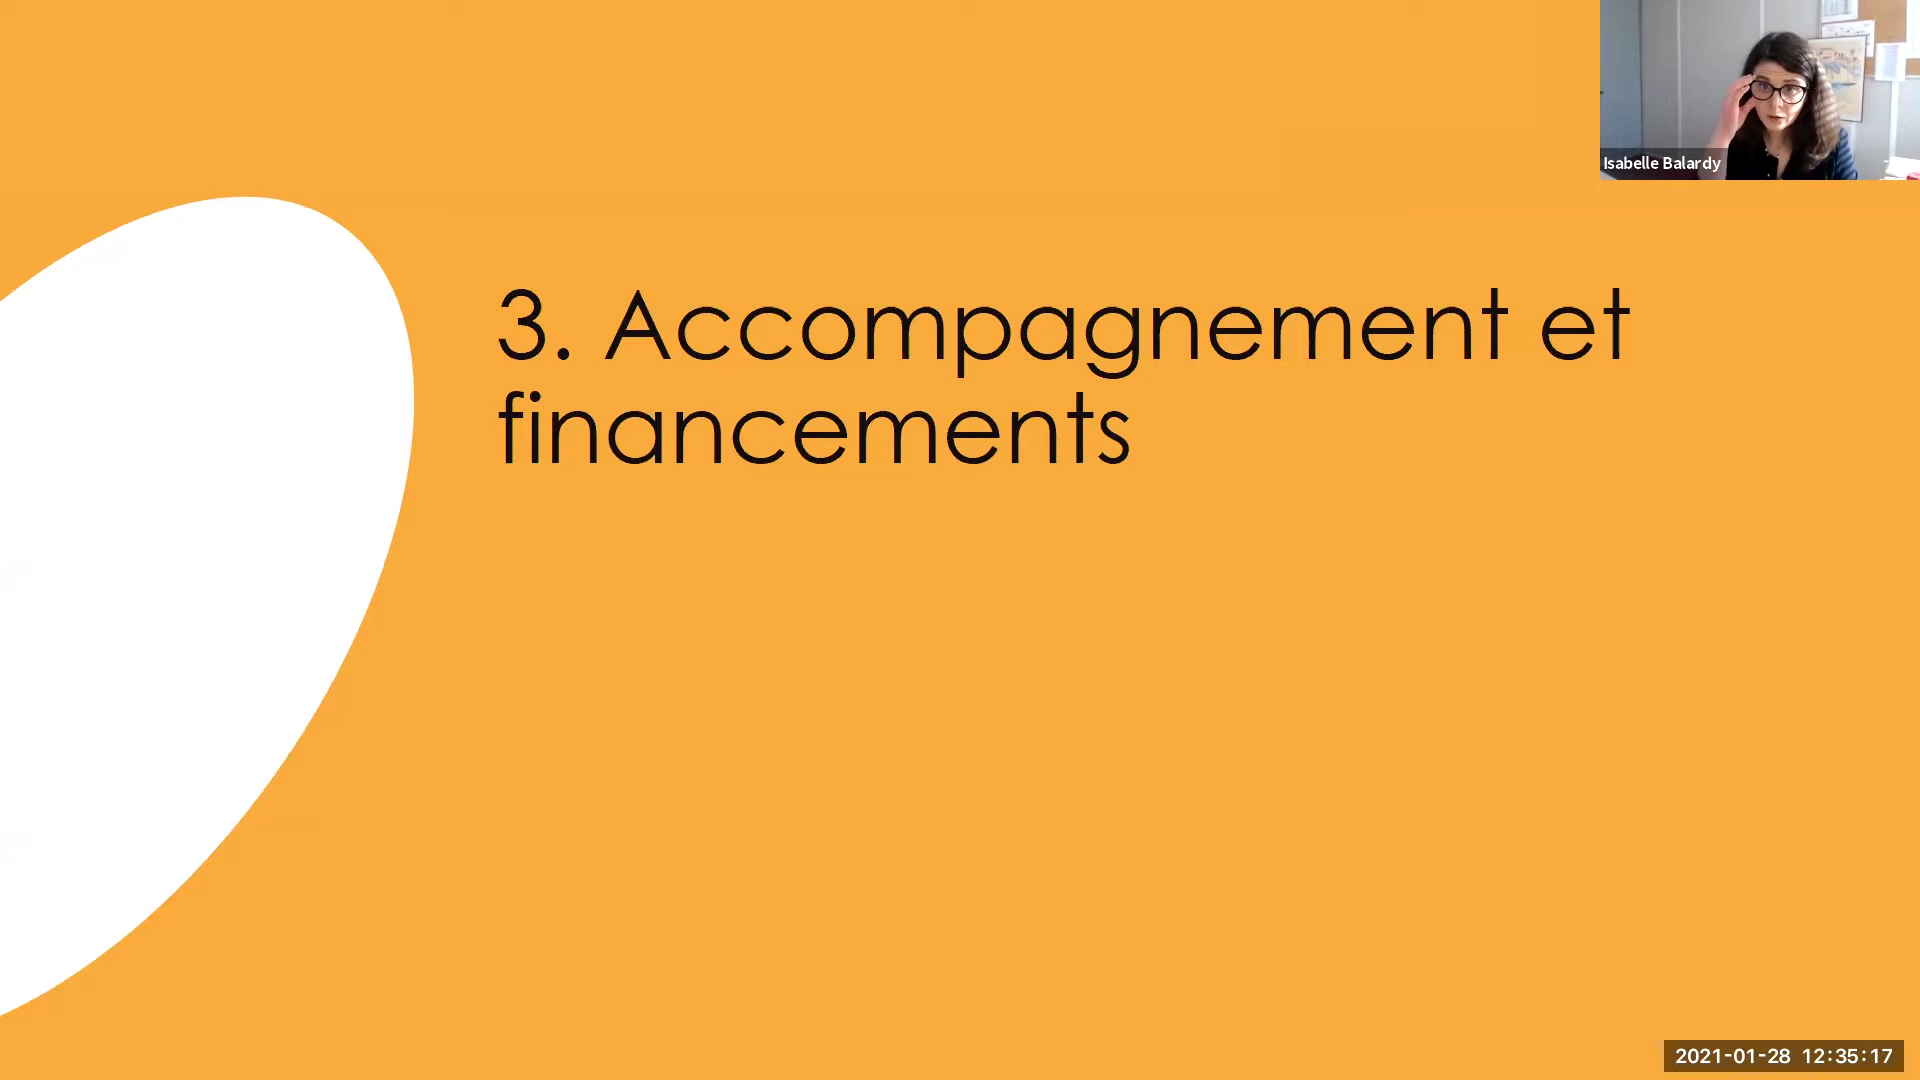 Isabelle Balardy
3. Accompagnement et
financements
2021-01-28 12:35:17